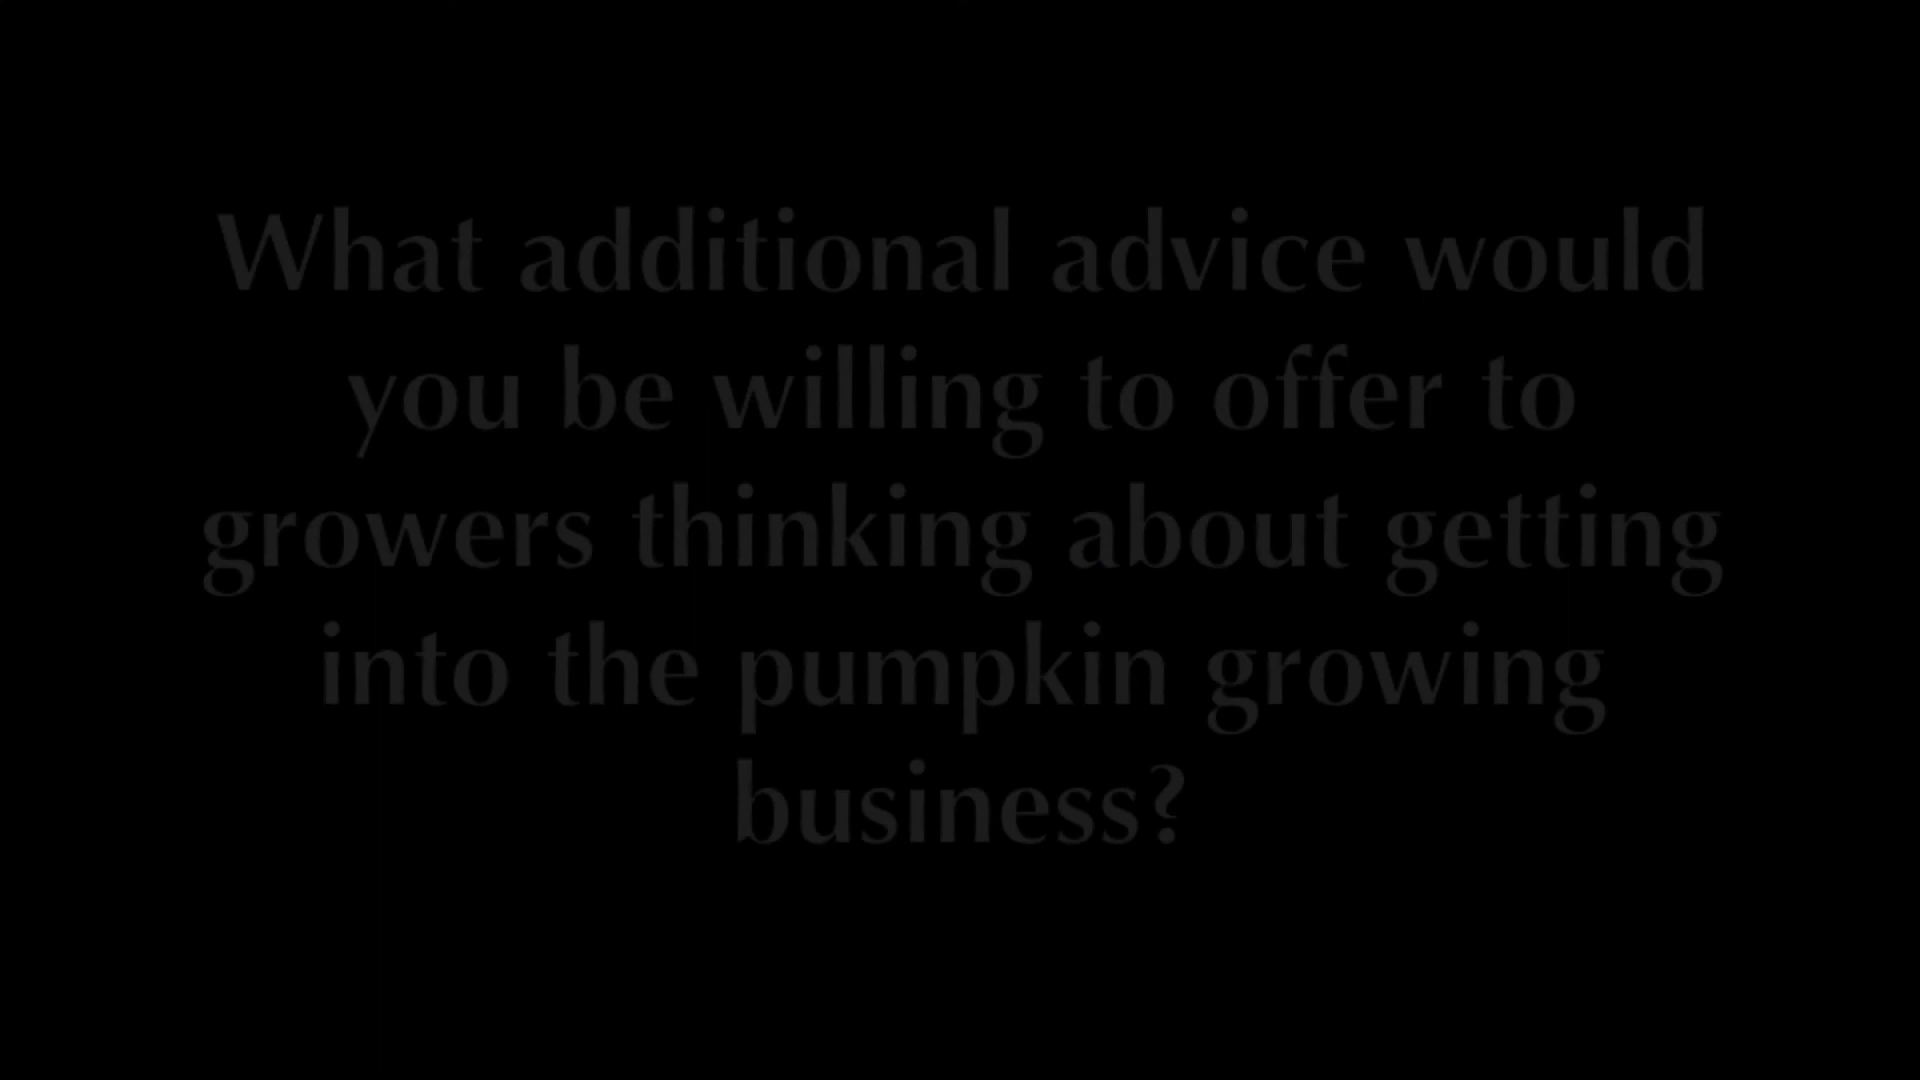 What additional advice would
you be willing to offer to
growers thinking about getting
into the pumpkin growing
business?